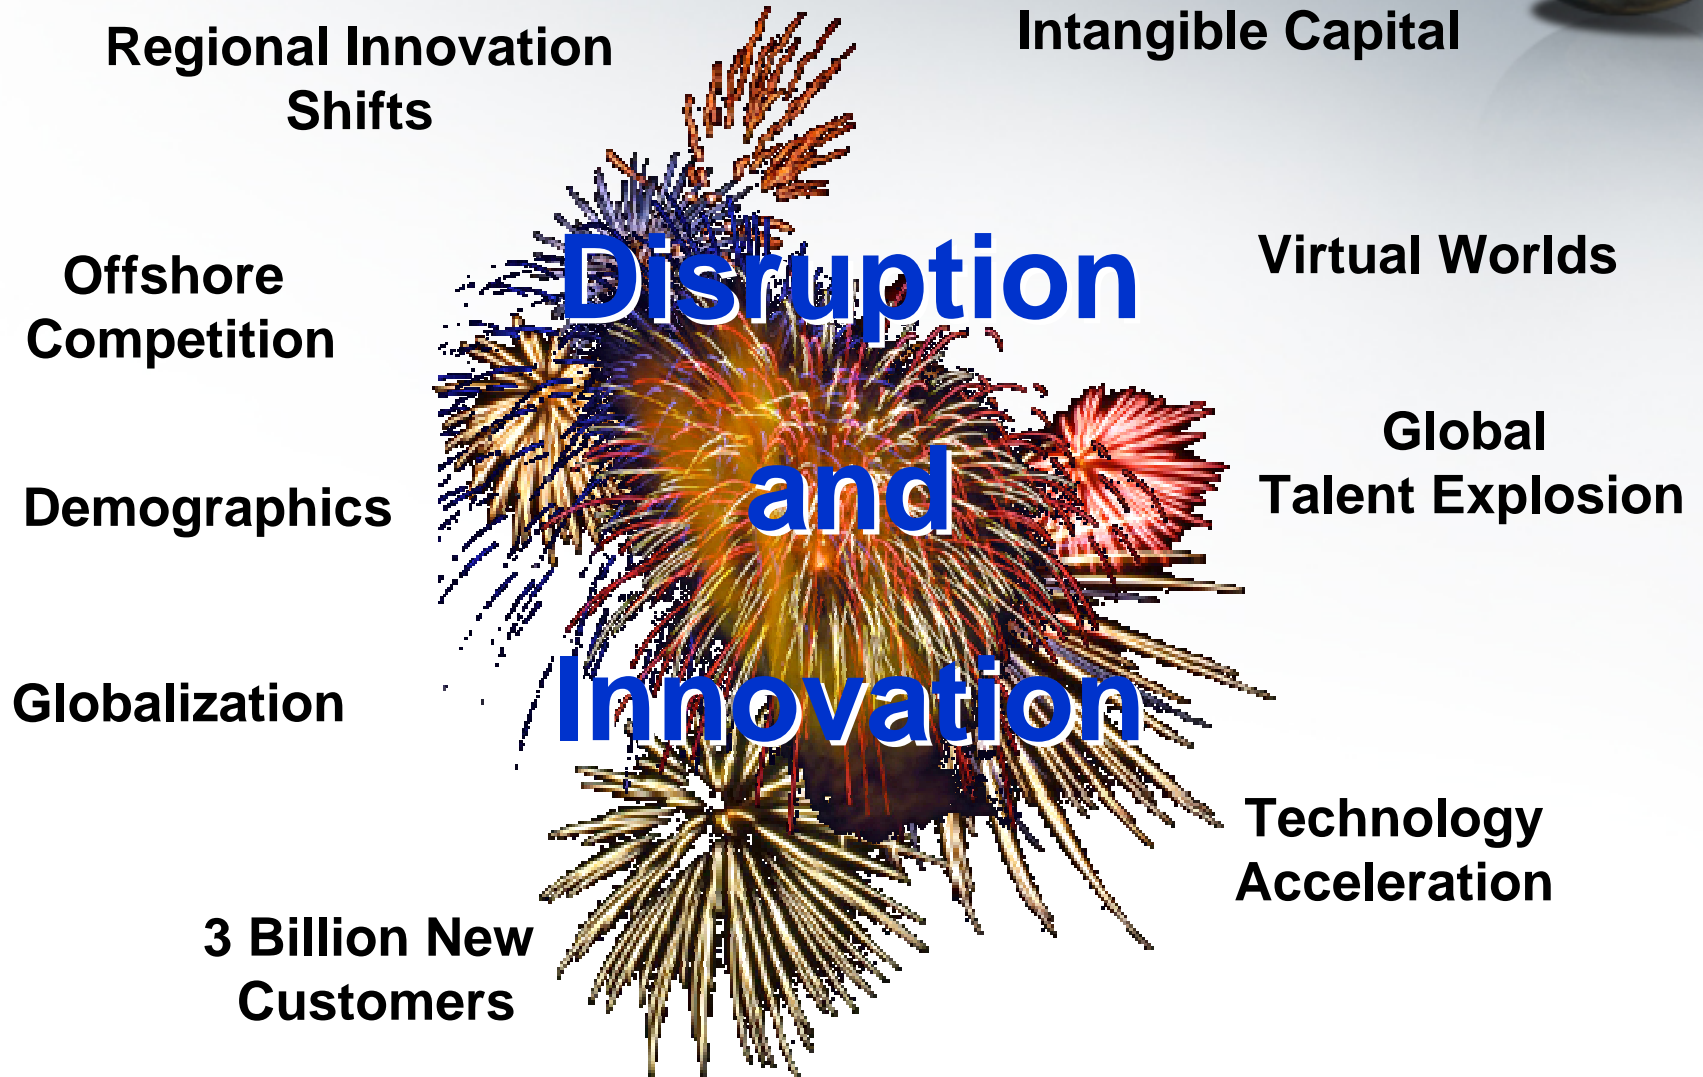 Regional Innovation
Shifts
Intangible Capital
Offshore
Competition
Disruption
and
Innovation
Virtual Worlds
Demographics
Global
Talent Explosion
Globalization
Technology
Acceleration
3 Billion New
Customers